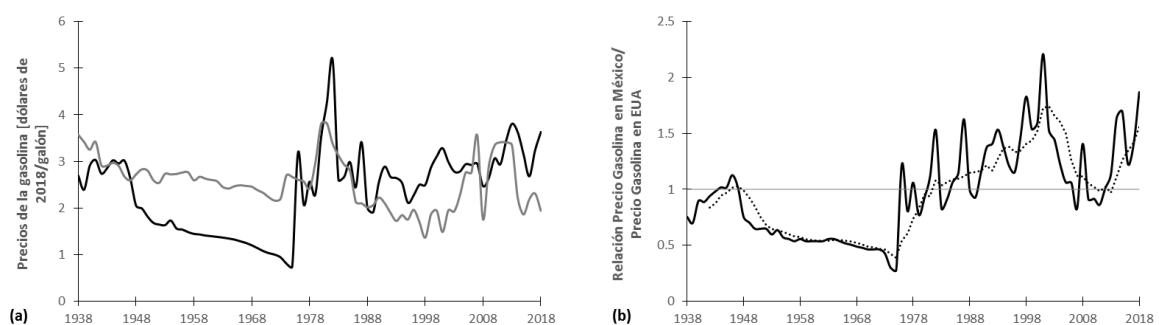 Precios de la gasolina [dólares de
2018/galón]
6
5
4
3
2
1
0
1938 1948 1958 1968 1978 1988 1998 2008 2018
(a)
Relación Precio Gasolina en México/
Precio Gasolina en EUA
2.5
2
1.5
1
0.5
0
1938 1948 1958 1968 1978 1988 1998 2008 2018
(b)